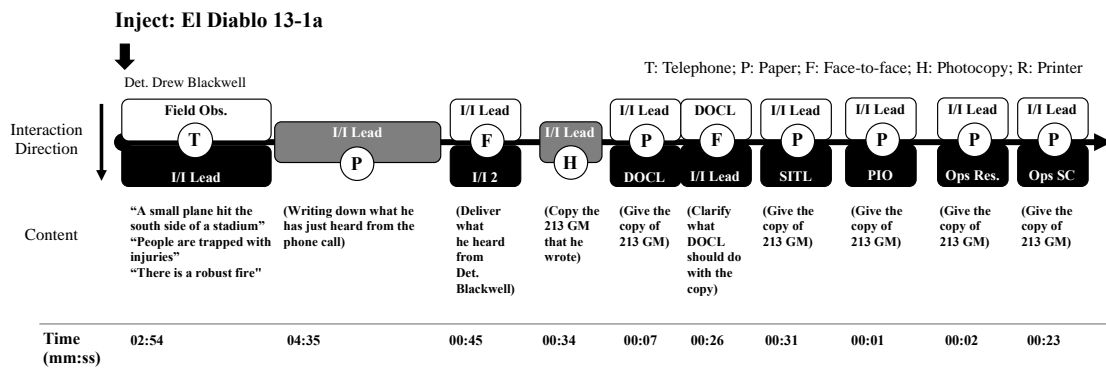 Inject: El Diablo 13-1a
T: Telephone; P: Paper; F: Face-to-face; H: Photocopy; R: Printer
Det. Drew Blackwell
Interaction
Direction
Field Obs.
T
I/I Lead
I/I Lead
P
I/I Lead
F
I/I 2
I/I Lead
H
I/I Lead
P
DOCL
DOCL
F
I/I Lead
I/I Lead
P
SITL
I/I Lead
P
PIO
I/I Lead
P
Ops Res.
I/I Lead
P
Ops SC
Content
“A small plane hit the
south side of a stadium”
“People are trapped with
injuries”
“There is a robust fire"
(Writing down what he
has just heard from the
phone call)
(Deliver
what
he heard
from
Det.
Blackwell)
(Copy the
213 GM
that he
wrote)
(Give the
copy of
213 GM)
(Clarify
what
DOCL
should do
with the
copy)
(Give the
copy of
213 GM)
(Give the
copy of
213 GM)
(Give the
copy of
213 GM)
(Give the
copy of
213 GM)
Time
(mm:ss)
02:54
04:35
00:45
00:34
00:07
00:26
00:31
00:01
00:02
00:23